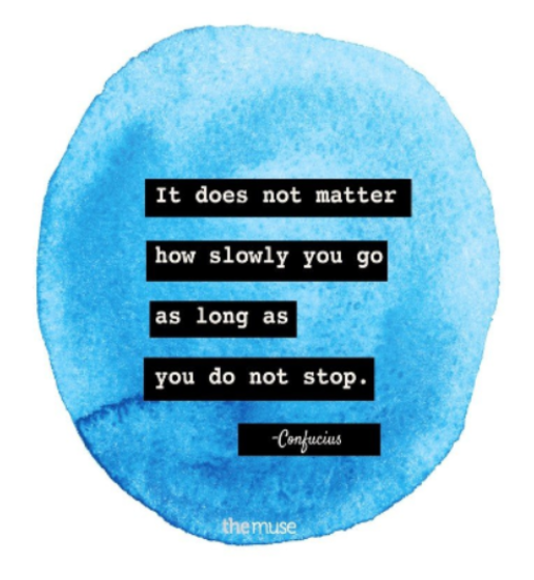 It does not matter
how slowly you go
as long as
you do not stop.
-Confucius
themuse